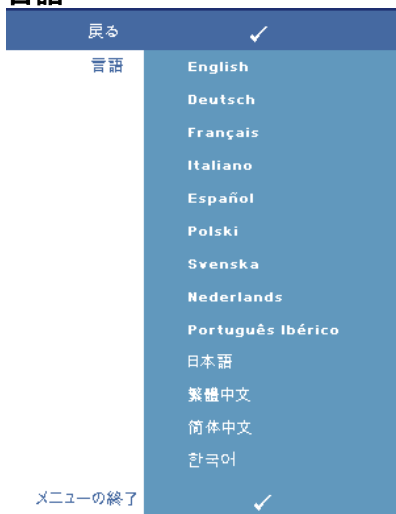 言語
戻る ✓
言語 English
Deutsch
Français
Italiano
Español
Polski
Svenska
Nederlands
Português Ibérico
日本語
繁體中文
简体中文
한국어
メニューの終了 ✓